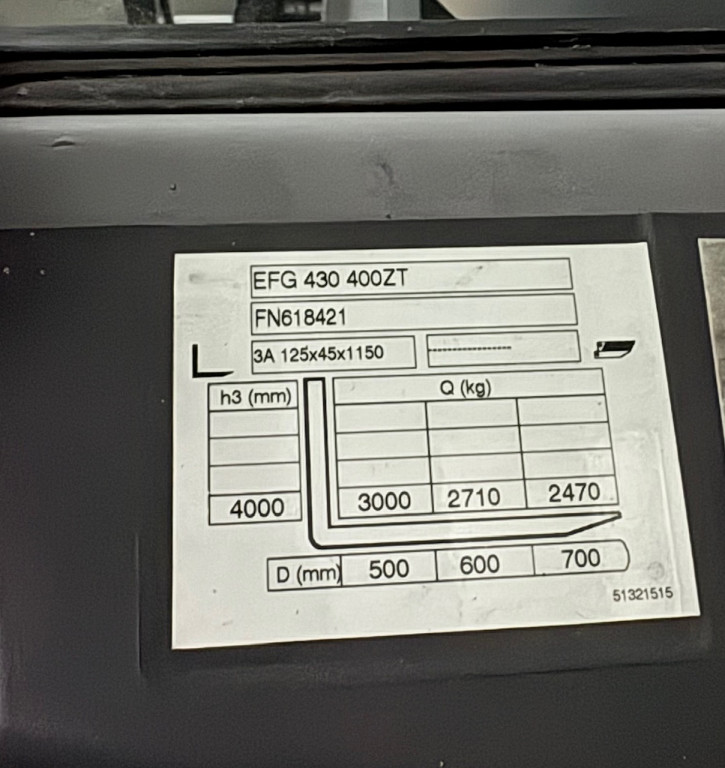 EFG 430 400ZT
FN618421
3A 125x45x1150
h3 (mm) Q (kg)
4000 3000 2710 2470
D (mm) 500 600 700
51321515